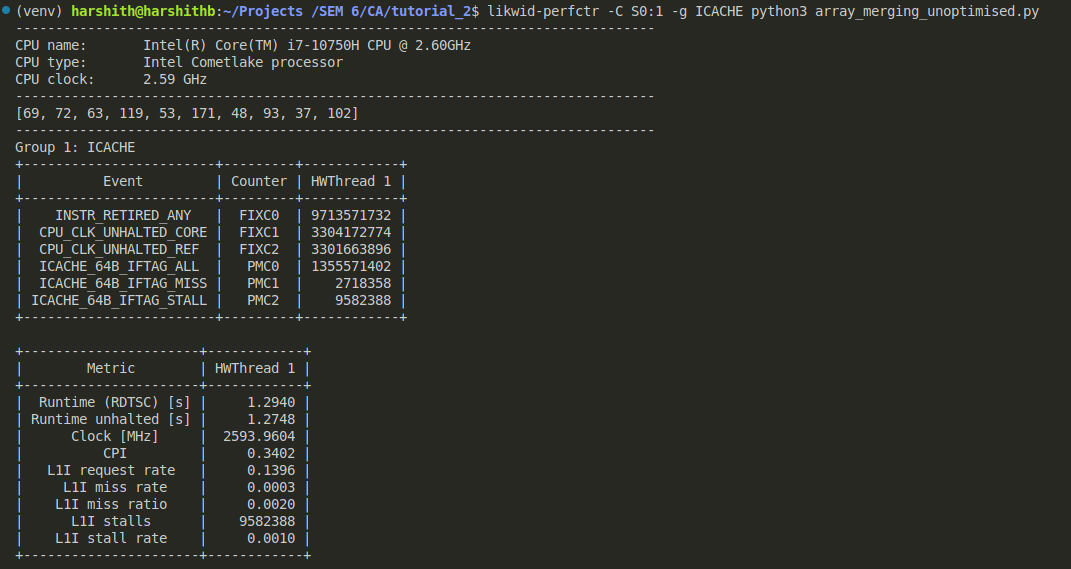 (venv) harshith@harshithb:~/Projects /SEM 6/CA/tutorial_2$ likwid-perfctr -C S0:1 -g ICACHE python3 array_merging_unoptimised.py
--------------------------------------------------------------------------------
CPU name:       Intel(R) Core(TM) i7-10750H CPU @ 2.60GHz
CPU type:       Intel Cometlake processor
CPU clock:      2.59 GHz
--------------------------------------------------------------------------------
[69, 72, 63, 119, 53, 171, 48, 93, 37, 102]
--------------------------------------------------------------------------------
Group 1: ICACHE
+------------------------+---------+------------+
|          Event         | Counter | HWThread 1 |
+------------------------+---------+------------+
|    INSTR_RETIRED_ANY   |  FIXC0  | 9713571732 |
|  CPU_CLK_UNHALTED_CORE |  FIXC1  | 3304172774 |
|  CPU_CLK_UNHALTED_REF  |  FIXC2  | 3301663896 |
|  ICACHE_64B_IFTAG_ALL  |   PMC0  | 1355571402 |
|  ICACHE_64B_IFTAG_MISS |   PMC1  |    2718358 |
| ICACHE_64B_IFTAG_STALL |   PMC2  |    9582388 |
+------------------------+---------+------------+

+----------------------+------------+
|        Metric        | HWThread 1 |
+----------------------+------------+
|  Runtime (RDTSC) [s] |     1.2940 |
| Runtime unhalted [s] |     1.2748 |
|      Clock [MHz]     |  2593.9604 |
|          CPI         |     0.3402 |
|   L1I request rate   |     0.1396 |
|     L1I miss rate    |     0.0003 |
|    L1I miss ratio    |     0.0020 |
|      L1I stalls      |    9582388 |
|    L1I stall rate    |     0.0010 |
+----------------------+------------+